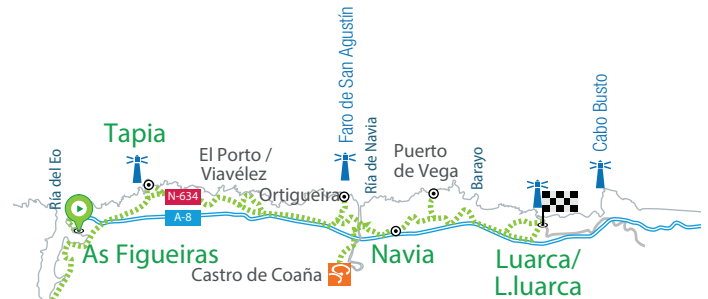 Ría del Eo
Tapia
El Porto /
Viavélez
N-634
A-8
Ortigueira
Faro de San Agustín
Ría de Navia
Puerto
de Vega
Barayo
Cabo Busto
As Figueiras
Castro de Coaña
Navia
Luarca/
L.luarca